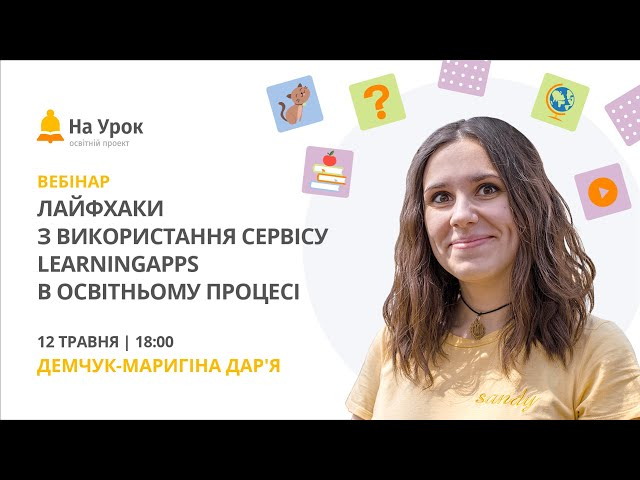 На Урок
освітній проект
ВЕБІНАР
ЛАЙФХАКИ
З ВИКОРИСТАННЯ СЕРВІСУ
LEARNINGAPPS
В ОСВІТНЬОМУ ПРОЦЕСІ
12 ТРАВНЯ | 18:00
ДЕМЧУК-МАРИГІНА ДАР'Я
?
sandy